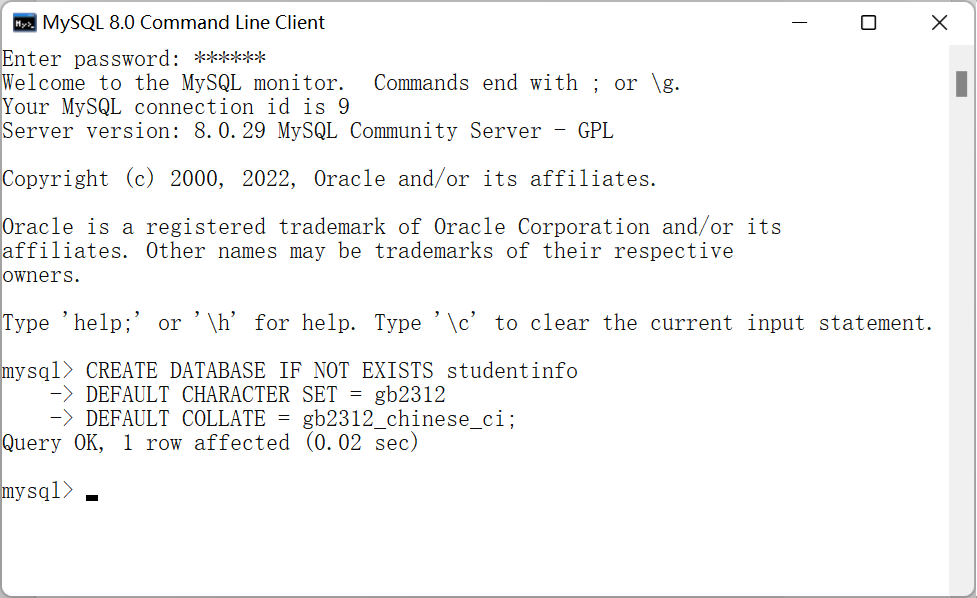 MySQL 8.0 Command Line Client
Enter password: ******
Welcome to the MySQL monitor.  Commands end with ; or \g.
Your MySQL connection id is 9
Server version: 8.0.29 MySQL Community Server - GPL
Copyright (c) 2000, 2022, Oracle and/or its affiliates.
Oracle is a registered trademark of Oracle Corporation and/or its
affiliates. Other names may be trademarks of their respective
owners.
Type 'help;' or '\h' for help. Type '\c' to clear the current input statement.
mysql> CREATE DATABASE IF NOT EXISTS studentinfo
    -> DEFAULT CHARACTER SET = gb2312
    -> DEFAULT COLLATE = gb2312_chinese_ci;
Query OK, 1 row affected (0.02 sec)
mysql>